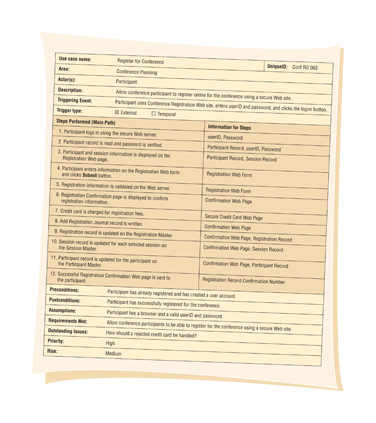 Use case name: Register for Conference UniqueID: Conf RG 003
Area: Conference Planning
Actor(s): Participant
Description: Allow conference participant to register online for the conference using a secure Web site.
Triggering Event: Participant uses Conference Registration Web site, enters userID and password, and clicks the logon button.
Trigger type: ☒ External ☐ Temporal
Steps Performed (Main Path) Information for Steps
1. Participant logs in using the secure Web server. userID, Password
2. Participant record is read and password is verified. Participant Record, userID, Password
3. Participant and session information is displayed on the Participant Record, Session Record
Registration Web page.
4. Participant enters information on the Registration Web form Registration Web Form
and clicks Submit button.
5. Registration information is validated on the Web server. Registration Web Form
6. Registration Confirmation page is displayed to confirm Confirmation Web Page
registration information.
7. Credit card is charged for registration fees. Secure Credit Card Web Page
8. Add Registration Journal record is written. Confirmation Web Page
9. Registration record is updated on the Registration Master. Confirmation Web Page, Registration Record
10. Session record is updated for each selected session on Confirmation Web Page, Session Record
the Session Master.
11. Participant record is updated for the participant on Confirmation Web Page, Participant Record
the Participant Master.
12. Successful Registration Confirmation Web page is sent to Registration Record Confirmation Number
the participant.
Preconditions: Participant has already registered and has created a user account.
Postconditions: Participant has successfully registered for the conference.
Assumptions: Participant has a browser and a valid userID and password.
Requirements Met: Allow conference participants to be able to register for the conference using a secure Web site.
Outstanding Issues: How should a rejected credit card be handled?
Priority: High
Risk: Medium